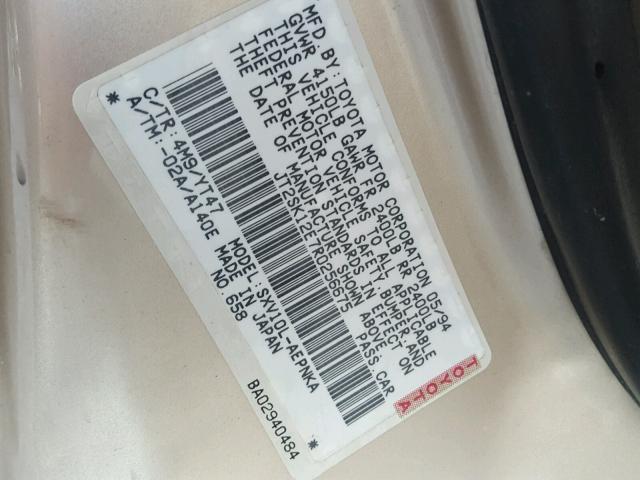 MFD BY: TOYOTA MOTOR CORPORATION 05/94
GVWR 4150LB GAWR FR 2400LB RR 2400LB
THIS VEHICLE CONFORMS TO ALL APPLICABLE
FEDERAL MOTOR VEHICLE SAFETY, BUMPER, AND
THEFT PREVENTION STANDARDS IN EFFECT ON
THE DATE OF MANUFACTURE SHOWN ABOVE.
JT2SK12E7R0256675 PASS.CAR
* *
C/TR: 4M9/YT47 MODEL: SXV10L-AEPNKA
A/TM: -02A/A140E MADE IN JAPAN
NO.658
BA02940484
TOYOTA